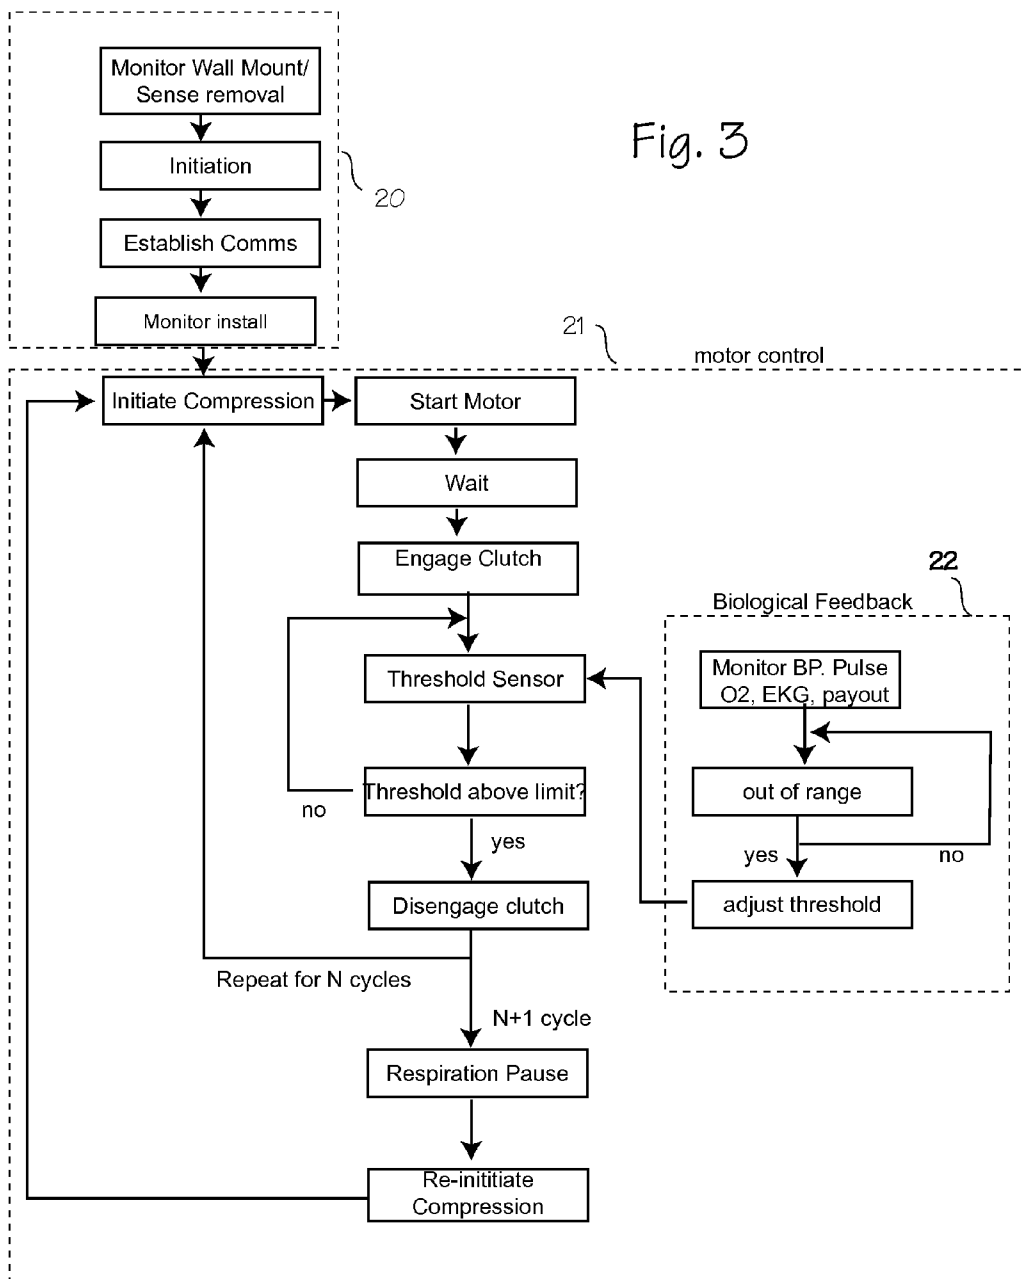 Monitor Wall Mount/
Sense removal
Fig. 3
Initiation
20
Establish Comms
Monitor install
21
motor control
Initiate Compression
Start Motor
Wait
Engage Clutch
22
Biological Feedback
Threshold Sensor
Monitor BP. Pulse
O2, EKG, payout
Threshold above limit?
no
yes
out of range
yes
no
Disengage clutch
adjust threshold
Repeat for N cycles
N+1 cycle
Respiration Pause
Re-inititiate
Compression